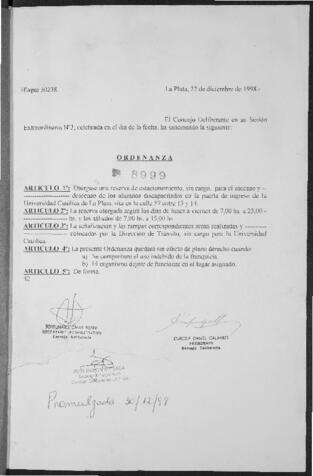 Expte 30238.
La Plata, 22 de diciembre de 1998.-
El Concejo Deliberante en su Sesión
Extraordinaria Nº2, celebrada en el día de la fecha, ha sancionado la siguiente:
ORDENANZA
Nº 8999
ARTICULO 1º: Otórgase una reserva de estacionamiento, sin cargo, para el ascenso y -
descenso de los alumnos discapacitados en la puerta de ingreso de la
Universidad Católica de La Plata, sita en la calle 57 entre 13 y 14.
ARTICULO 2º: La reserva otorgada regirá los días de lunes a viernes de 7,00 hs. a 23,00 -
hs. y los sábados de 7,00 hs. a 15,00 hs
ARTICULO 3º: La señalización y las rampas correspondientes serán realizadas y
colocadas por la Dirección de Tránsito, sin cargo para la Universidad
Católica.
ARTICULO 4º: La presente Ordenanza quedará sin efecto de pleno derecho cuando:
a) Se comprobara el uso indebido de la franquicia.
b) El organismo dejare de funcionar en el lugar asignado.
ARTICULO 5º: De forma.
SECRETARIO ADMINISTRATIVO
DANIEL
PRESIDENTE
Promulgada 30/12/98